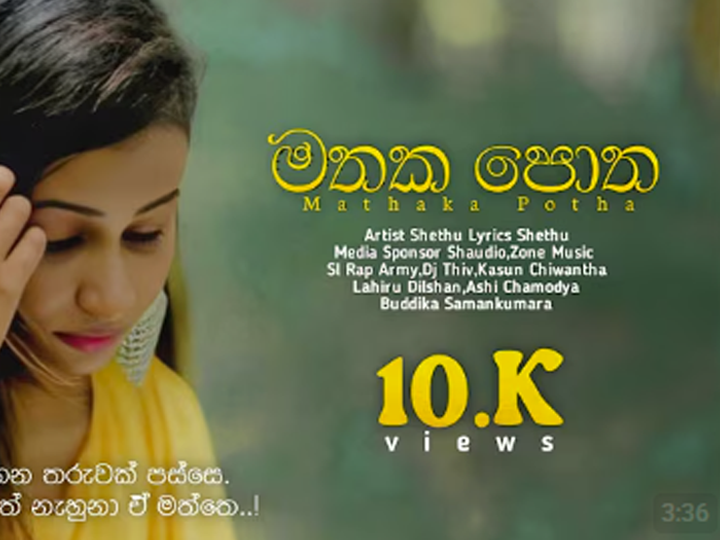 මතක පොත
Mathaka Potha
Artist Shethu Lyrics Shethu
Media Sponsor Shaudio,Zone Music
Sl Rap Army,Dj Thiv,Kasun Chiwantha
Lahiru Dilshan,Ashi Chamodya
Buddika Samankumara
10.K
views
තරුවක් පස්සෙ.
නැහුනා ඒ මත්තෙ..!
3:36